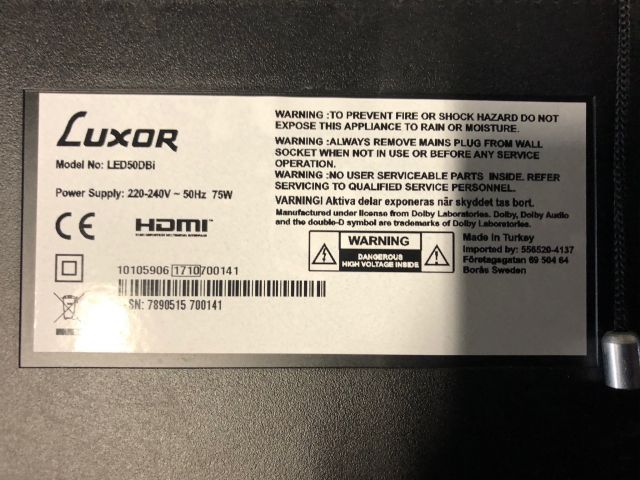 LUXOR
Model No: LED50DBi
Power Supply: 220-240V ~ 50Hz 75W
CE HDMI
HIGH-DEFINITION MULTIMEDIA INTERFACE
10105906 1710 700141
SN: 7890515 700141
WARNING :TO PREVENT FIRE OR SHOCK HAZARD DO NOT
EXPOSE THIS APPLIANCE TO RAIN OR MOISTURE.
WARNING :ALWAYS REMOVE MAINS PLUG FROM WALL
SOCKET WHEN NOT IN USE OR BEFORE ANY SERVICE
OPERATION.
WARNING :NO USER SERVICEABLE PARTS INSIDE. REFER
SERVICING TO QUALIFIED SERVICE PERSONNEL.
VARNING! Aktiva delar exponeras när skyddet tas bort.
Manufactured under license from Dolby Laboratories. Dolby, Dolby Audio
and the double-D symbol are trademarks of Dolby Laboratories.
WARNING
DANGEROUS
HIGH VOLTAGE INSIDE
Made in Turkey
Imported by: 556520-4137
Företagsgatan 69 504 64
Borås Sweden